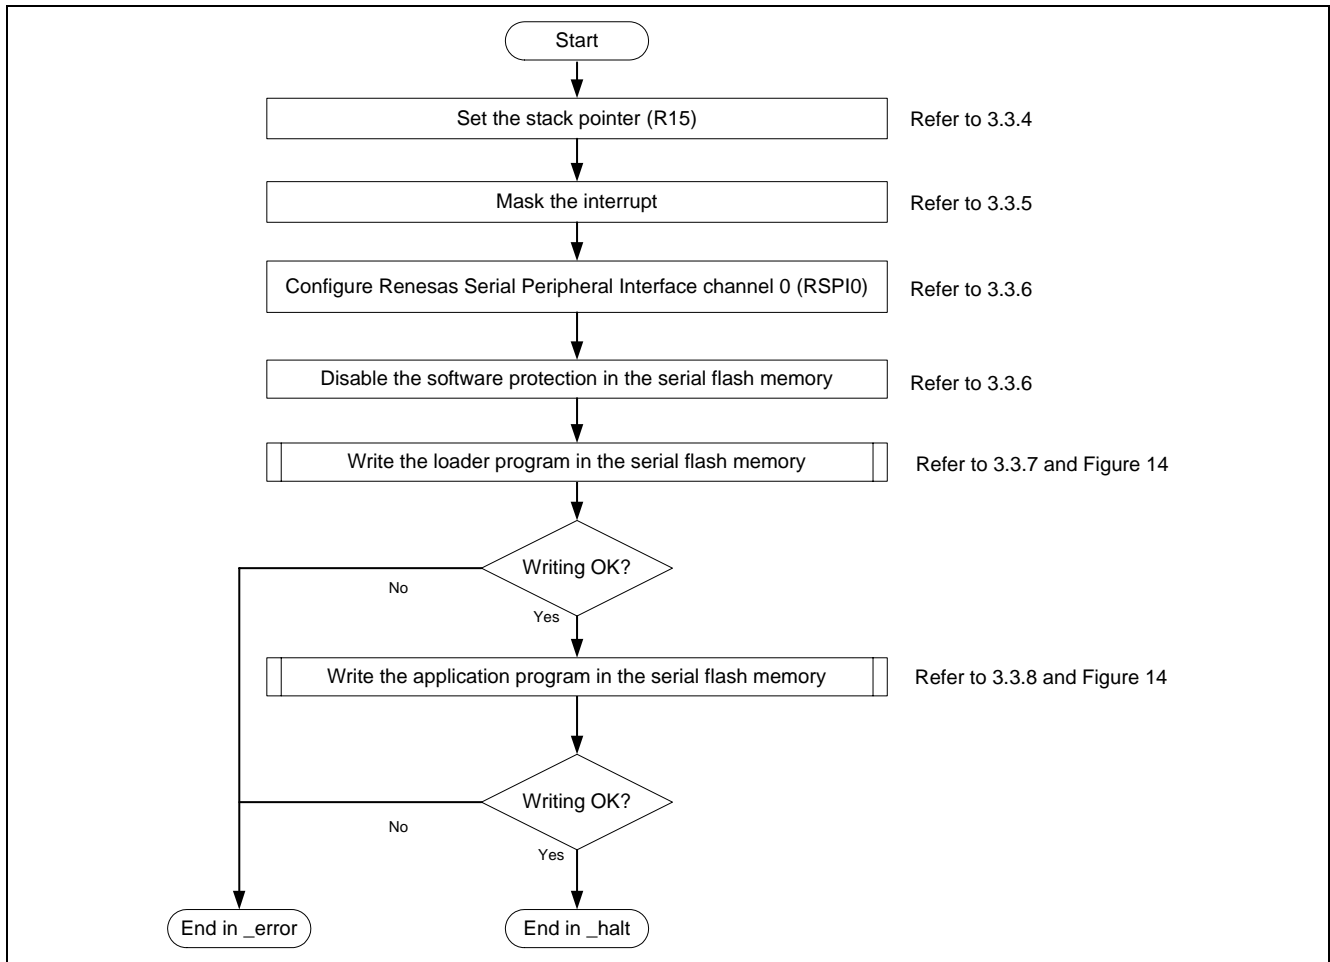 Start
Set the stack pointer (R15)
Refer to 3.3.4
Mask the interrupt
Refer to 3.3.5
Configure Renesas Serial Peripheral Interface channel 0 (RSPI0)
Refer to 3.3.6
Disable the software protection in the serial flash memory
Refer to 3.3.6
Write the loader program in the serial flash memory
Refer to 3.3.7 and Figure 14
Writing OK?
No
Yes
Write the application program in the serial flash memory
Refer to 3.3.8 and Figure 14
Writing OK?
No
Yes
End in _error
End in _halt